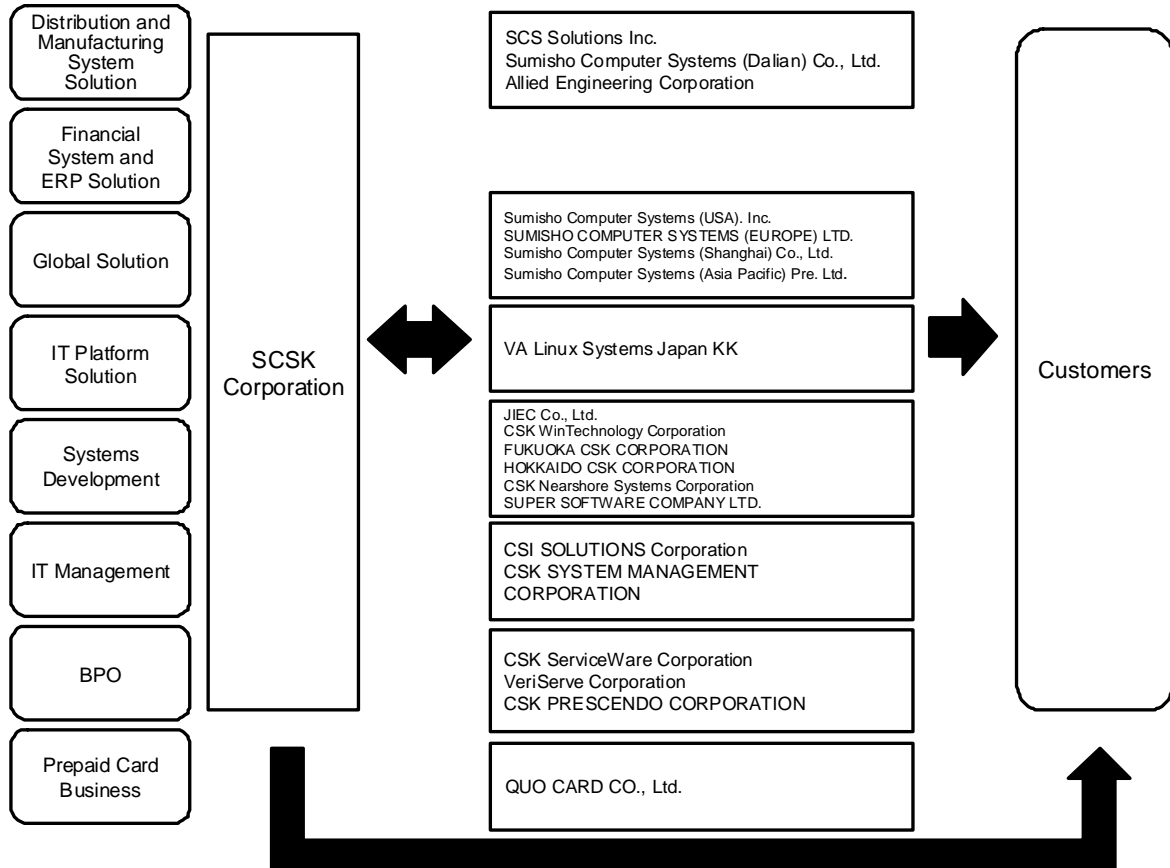 Distribution and
Manufacturing
System
Solution
Financial
System and
ERP Solution
Global Solution
IT Platform
Solution
Systems
Development
IT Management
BPO
Prepaid Card
Business
SCSK
Corporation
SCS Solutions Inc.
Sumisho Computer Systems (Dalian) Co., Ltd.
Allied Engineering Corporation
Sumisho Computer Systems (USA). Inc.
SUMISHO COMPUTER SYSTEMS (EUROPE) LTD.
Sumisho Computer Systems (Shanghai) Co., Ltd.
Sumisho Computer Systems (Asia Pacific) Pre. Ltd.
VA Linux Systems Japan KK
JIEC Co., Ltd.
CSK WinTechnology Corporation
FUKUOKA CSK CORPORATION
HOKKAIDO CSK CORPORATION
CSK Nearshore Systems Corporation
SUPER SOFTWARE COMPANY LTD.
CSI SOLUTIONS Corporation
CSK SYSTEM MANAGEMENT
CORPORATION
CSK ServiceWare Corporation
VeriServe Corporation
CSK PRESCENDO CORPORATION
QUO CARD CO., Ltd.
Customers